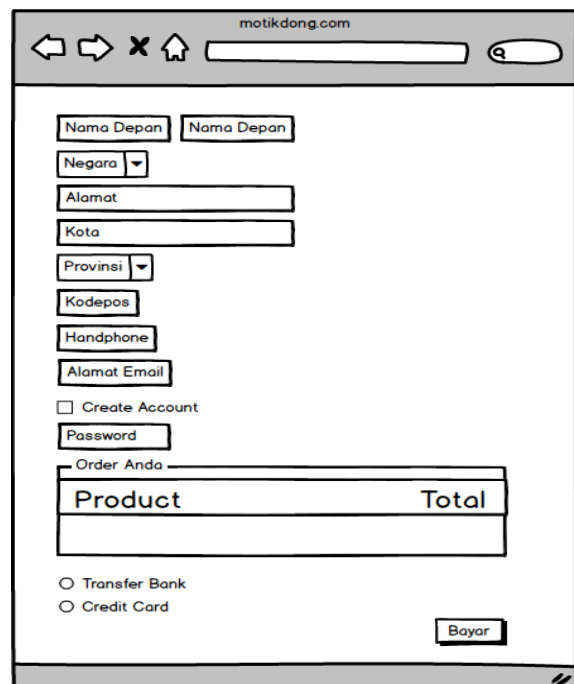 motikdong.com
Nama Depan Nama Depan
Negara
Alamat
Kota
Provinsi
Kodepos
Handphone
Alamat Email
Create Account
Password
Order Anda
Product Total
Transfer Bank
Credit Card
Bayar